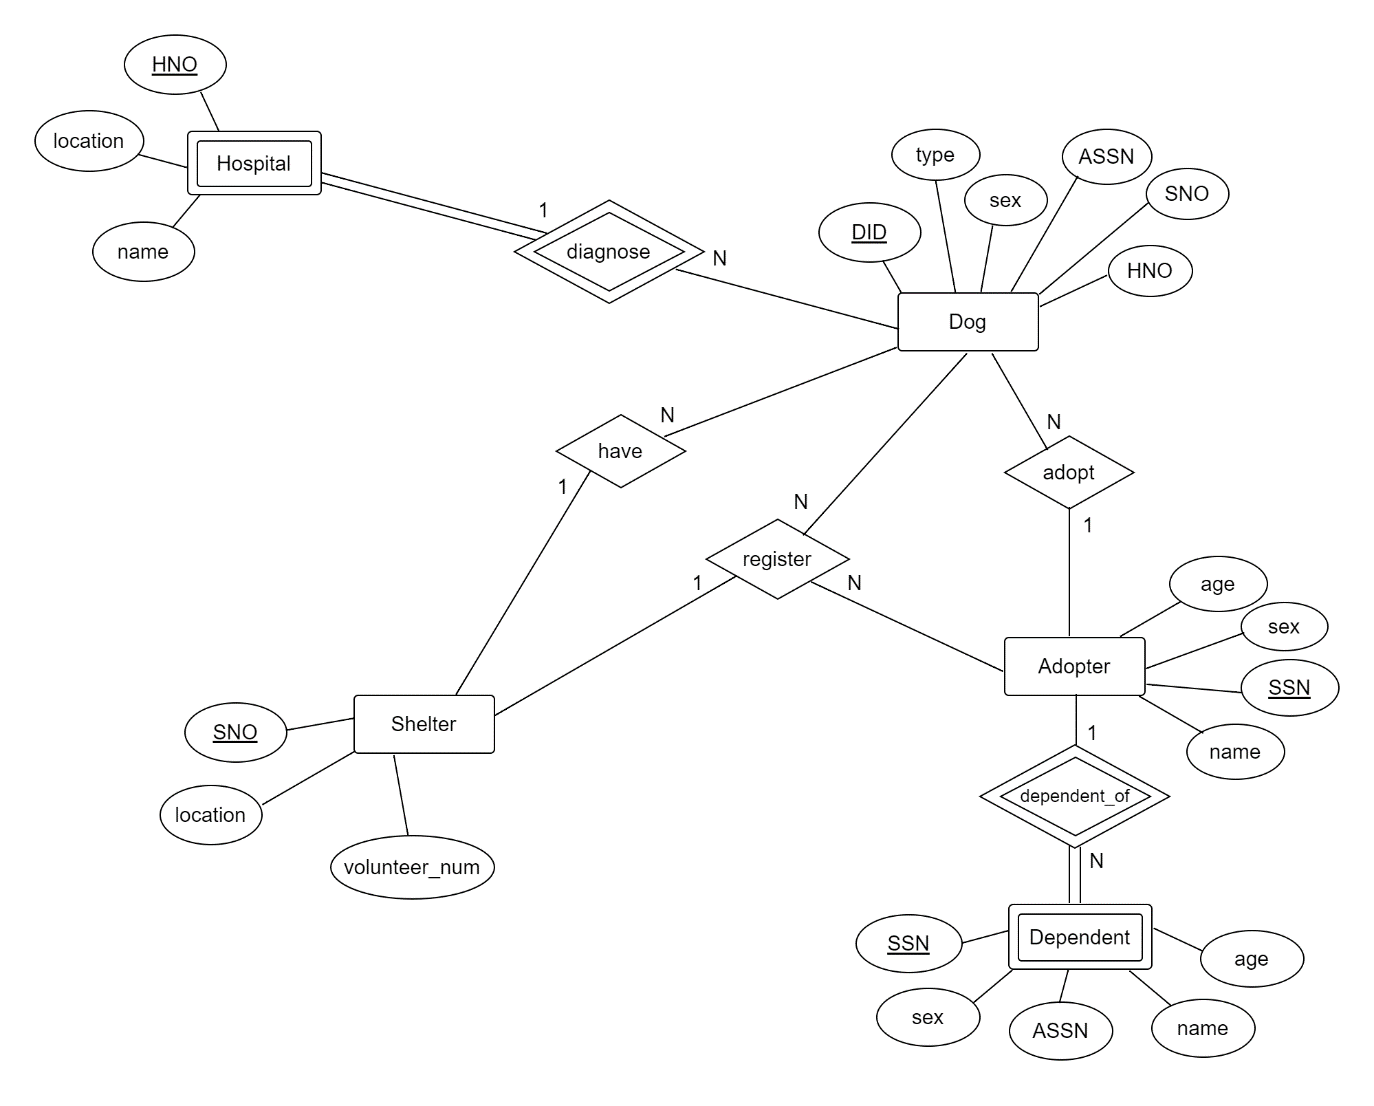 HNO
location
Hospital
name
1
diagnose
N
type
ASSN
sex
SNO
DID
HNO
Dog
N
have
1
N
adopt
1
N
register
1
N
age
sex
Adopter
SSN
name
SNO
Shelter
location
volunteer_num
1
dependent_of
N
SSN
Dependent
age
sex
ASSN
name